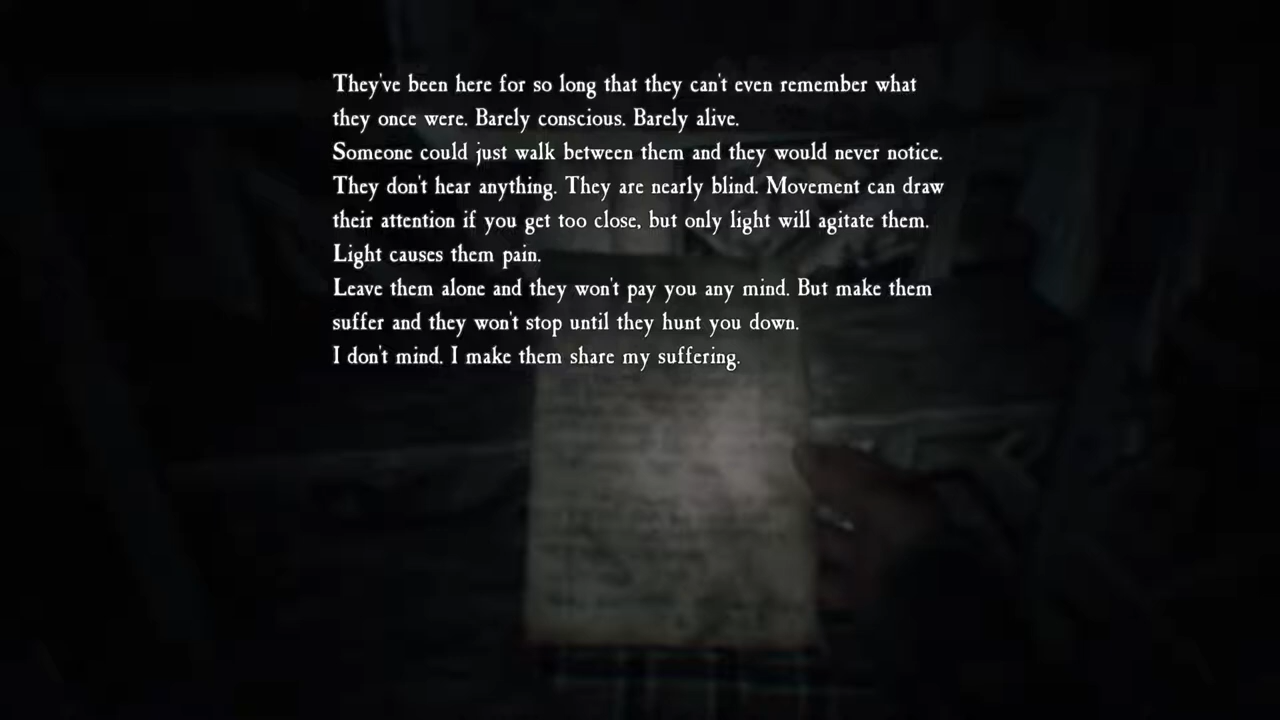 They've been here for so long that they can't even remember what
they once were. Barely conscious. Barely alive.
Someone could just walk between them and they would never notice.
They don't hear anything. They are nearly blind. Movement can draw
their attention if you get too close, but only light will agitate them.
Light causes them pain.
Leave them alone and they won't pay you any mind. But make them
suffer and they won't stop until they hunt you down.
I don't mind. I make them share my suffering.